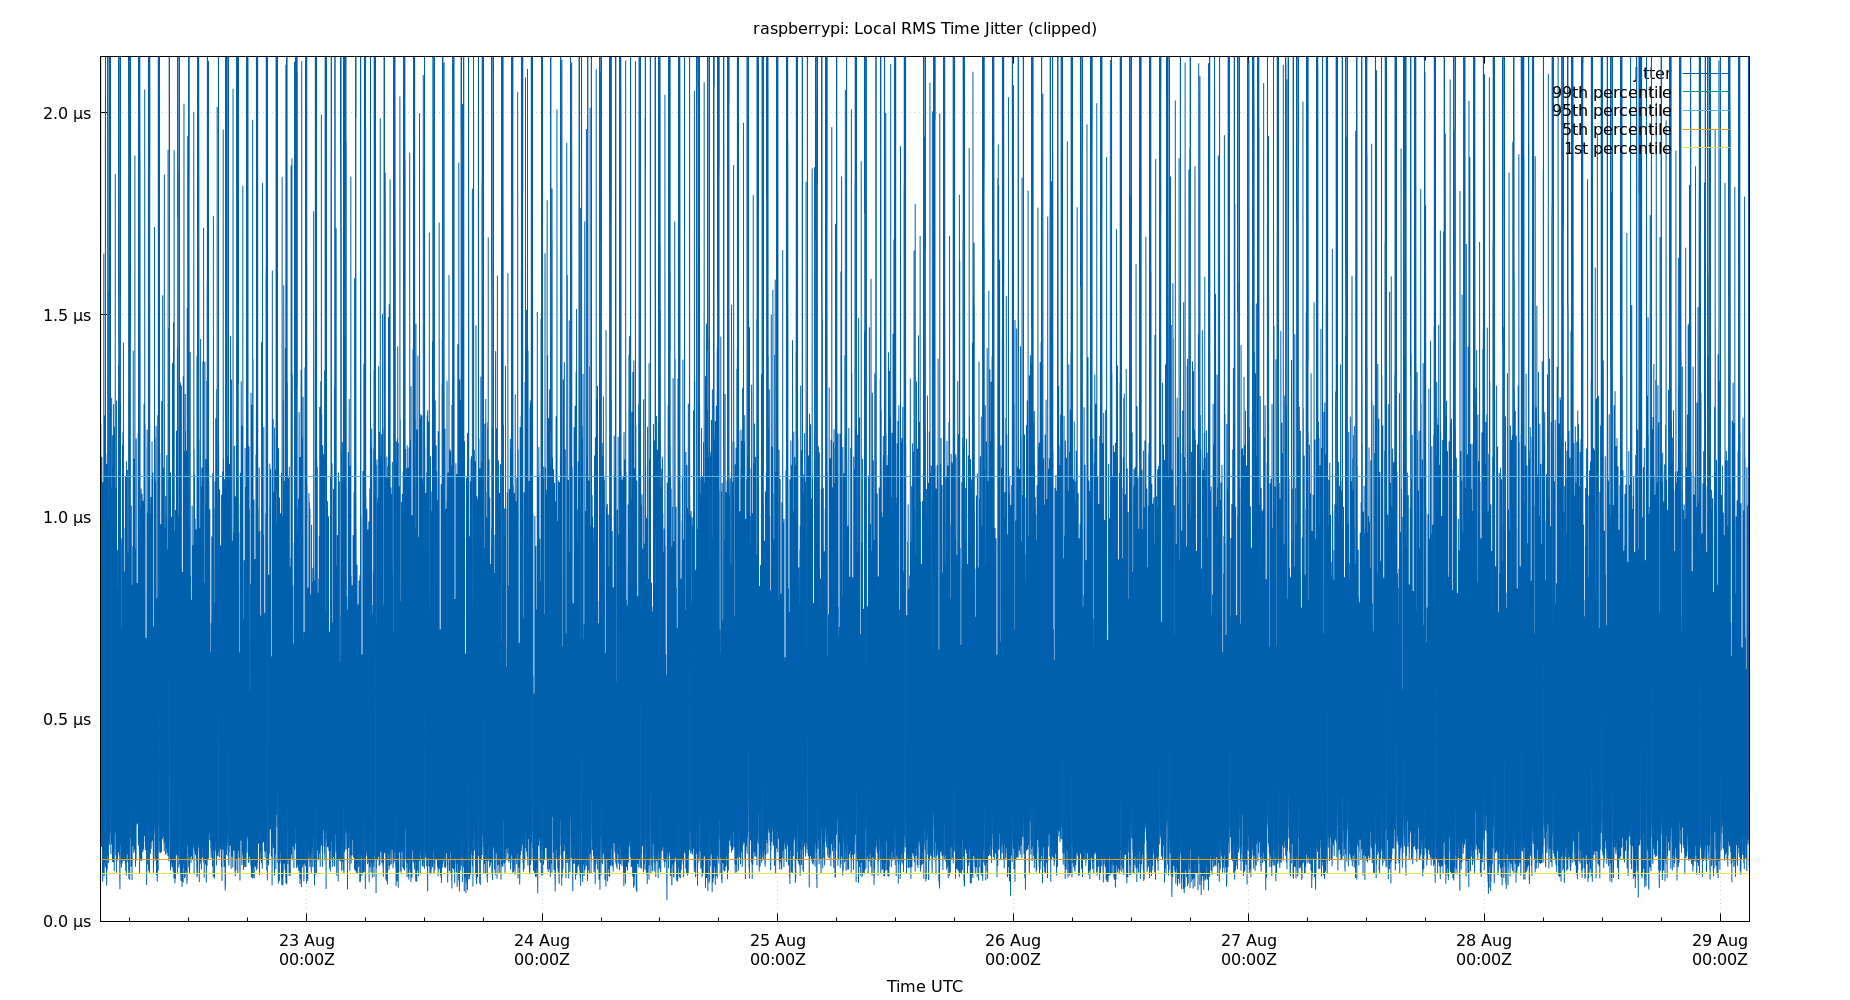 raspberrypi: Local RMS Time Jitter (clipped)
2.0 µs
1.5 µs
1.0 µs
0.5 µs
0.0 µs
Jitter
99th percentile
95th percentile
5th percentile
1st percentile
23 Aug
00:00Z
24 Aug
00:00Z
25 Aug
00:00Z
26 Aug
00:00Z
27 Aug
00:00Z
28 Aug
00:00Z
29 Aug
00:00Z
Time UTC